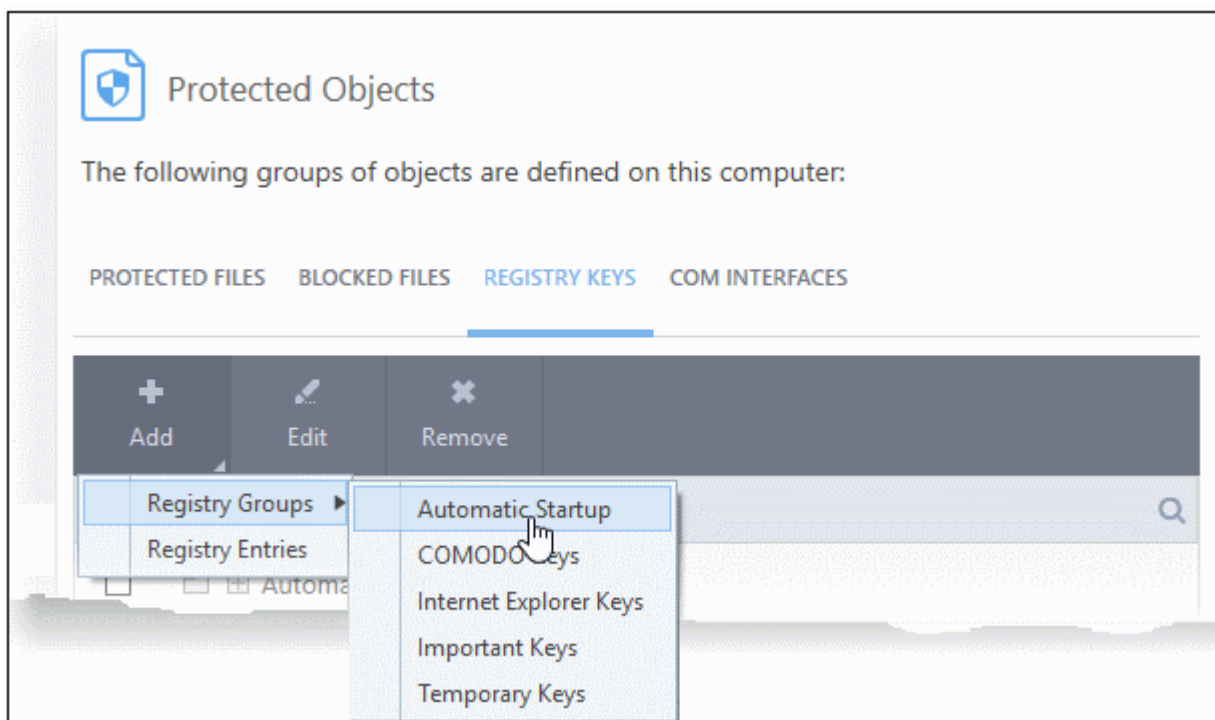 Protected Objects
The following groups of objects are defined on this computer:
PROTECTED FILES BLOCKED FILES REGISTRY KEYS COM INTERFACES
Add Edit Remove
Registry Groups Automatic Startup
Registry Entries COMODO
Internet Explorer Keys
Important Keys
Temporary Keys